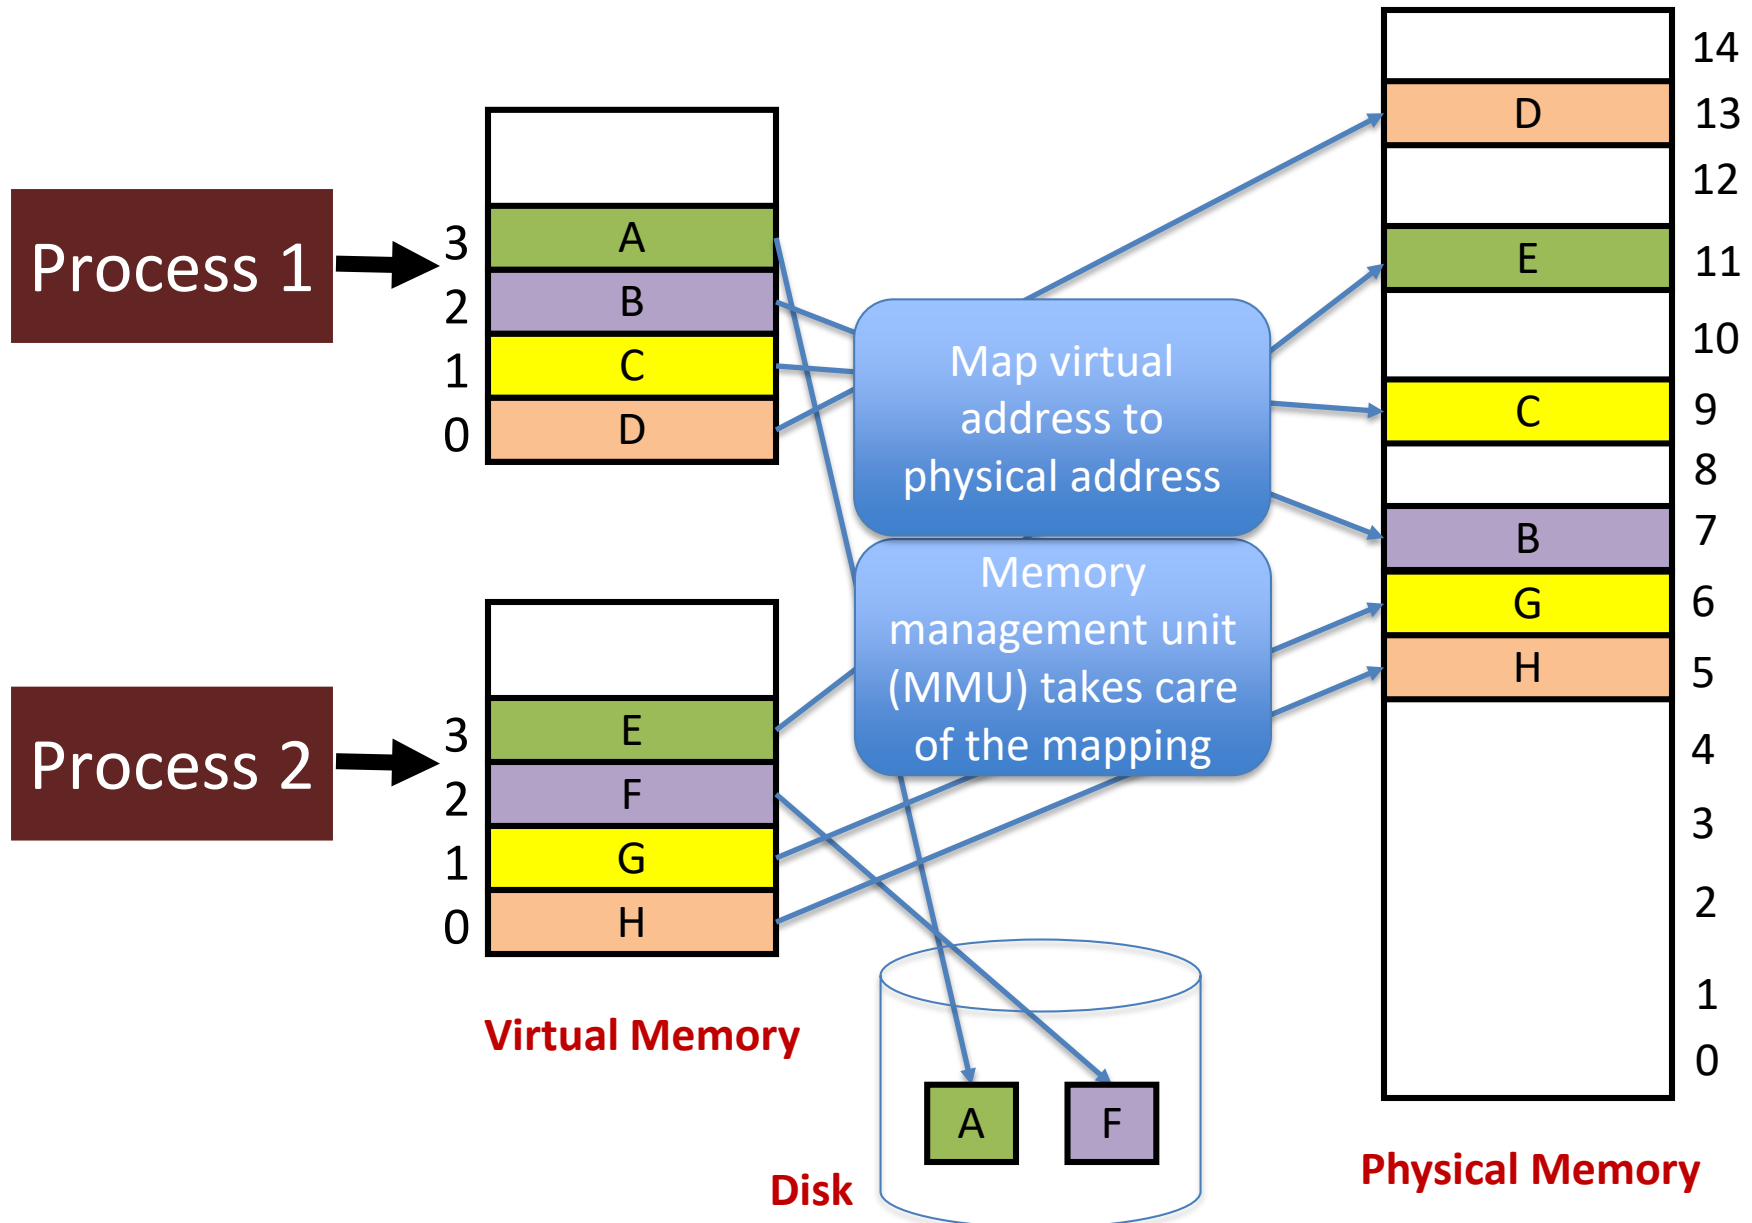 Process 1
3
A
2
B
1
C
0
D
Process 2
3
E
2
F
1
G
0
H
Virtual Memory
Map virtual
address to
physical address
Memory
management unit
(MMU) takes care
of the mapping
A
F
Disk
14
D
13
12
E
11
10
C
9
8
B
7
G
6
H
5
4
3
2
1
0
Physical Memory